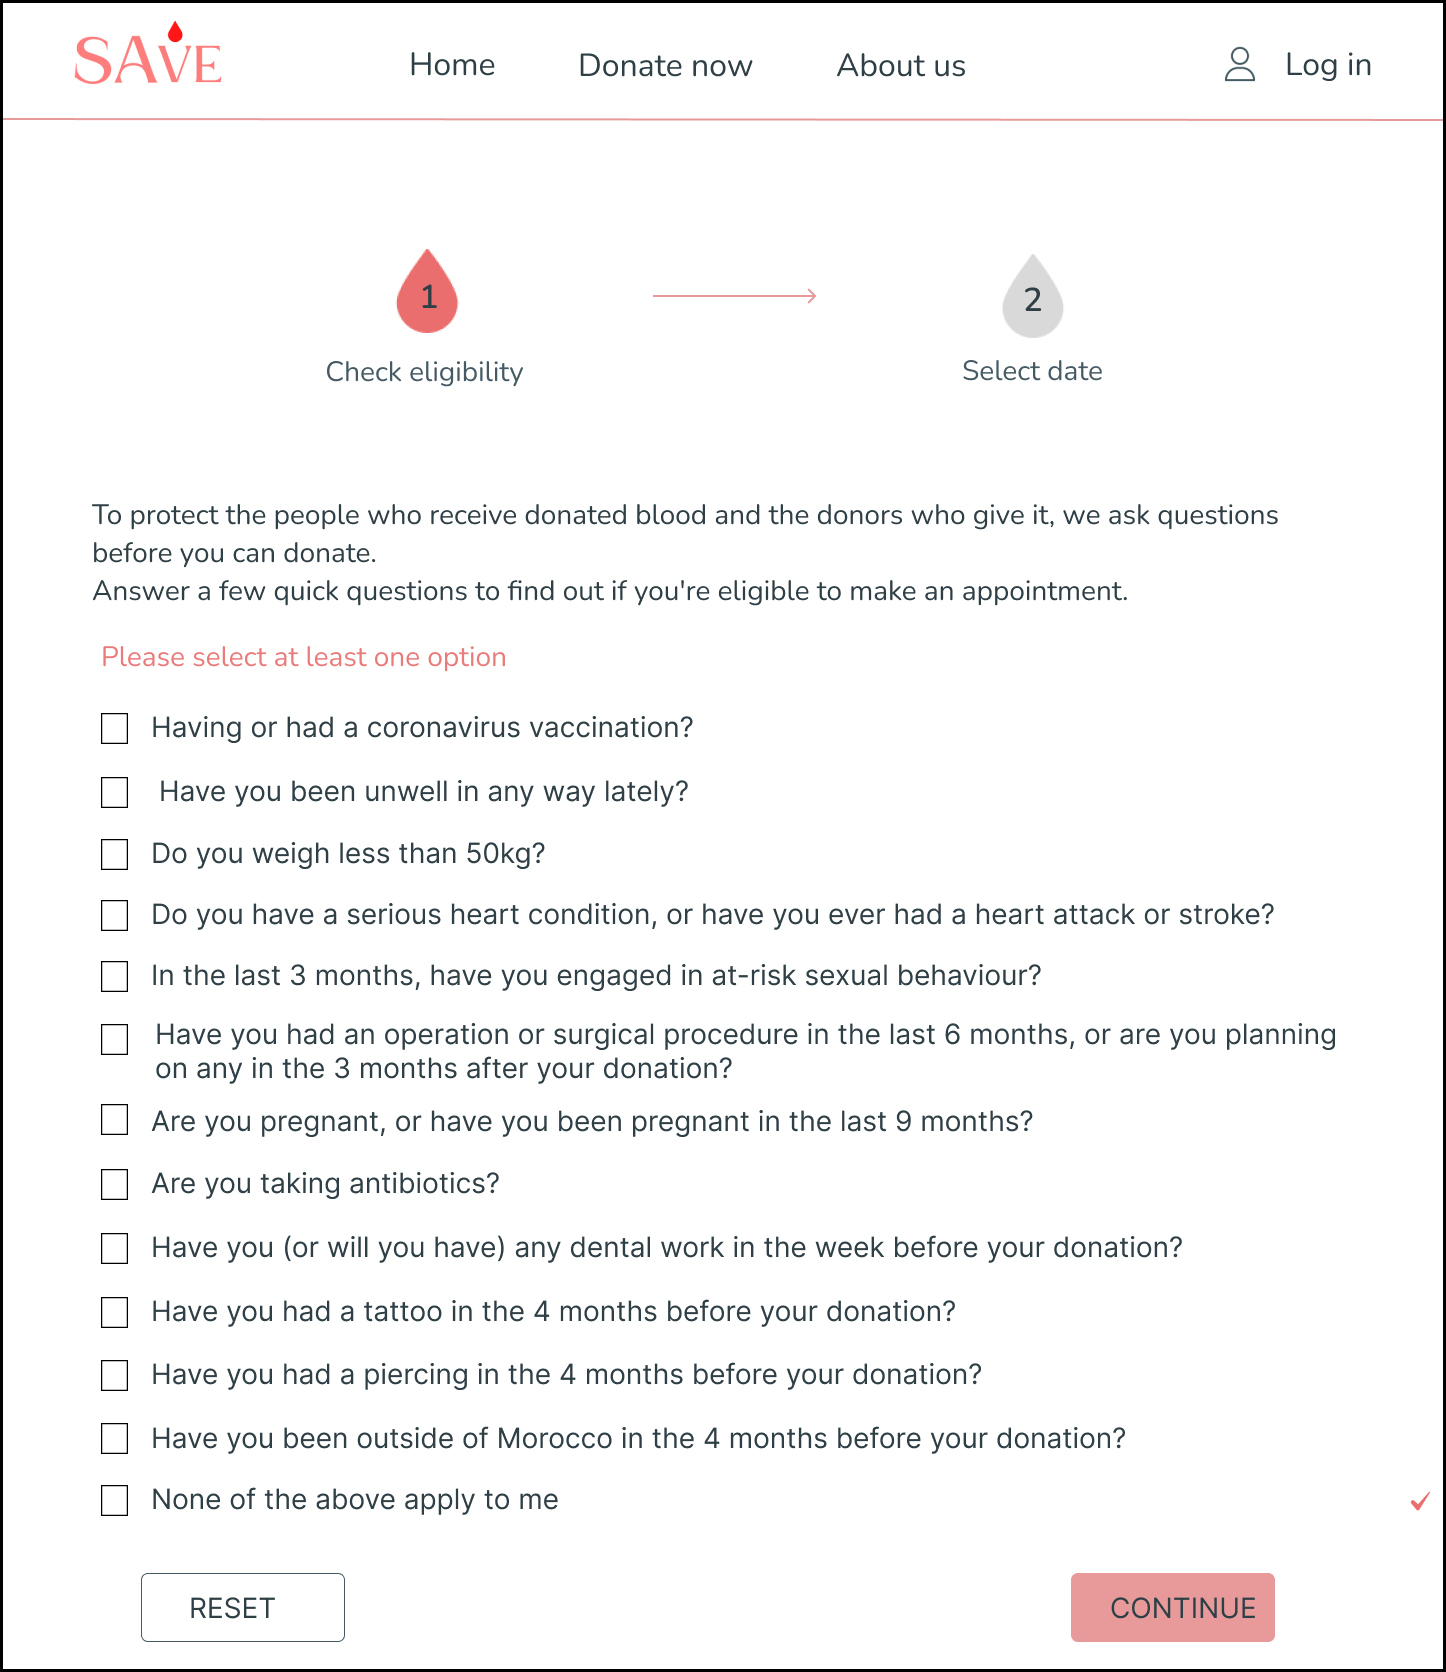 SAVE
Home
Donate now
About us
Log in
1
2
Check eligibility
Select date
To protect the people who receive donated blood and the donors who give it, we ask questions
before you can donate.
Answer a few quick questions to find out if you're eligible to make an appointment.
Please select at least one option
Having or had a coronavirus vaccination?
Have you been unwell in any way lately?
Do you weigh less than 50kg?
Do you have a serious heart condition, or have you ever had a heart attack or stroke?
In the last 3 months, have you engaged in at-risk sexual behaviour?
Have you had an operation or surgical procedure in the last 6 months, or are you planning
on any in the 3 months after your donation?
Are you pregnant, or have you been pregnant in the last 9 months?
Are you taking antibiotics?
Have you (or will you have) any dental work in the week before your donation?
Have you had a tattoo in the 4 months before your donation?
Have you had a piercing in the 4 months before your donation?
Have you been outside of Morocco in the 4 months before your donation?
None of the above apply to me
RESET
CONTINUE